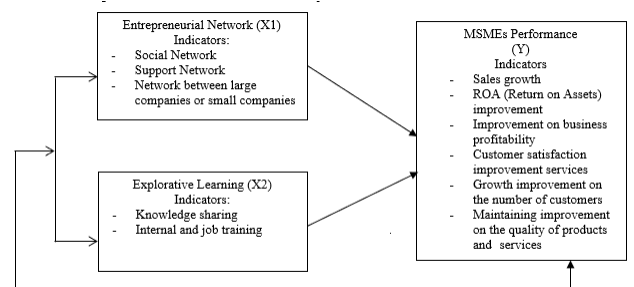 Entrepreneurial Network (X1)
Indicators:
- Social Network
- Support Network
- Network between large
companies or small companies
Explorative Learning (X2)
Indicators:
- Knowledge sharing
- Internal and job training
MSMEs Performance
(Y)
Indicators
- Sales growth
- ROA (Return on Assets)
improvement
- Improvement on business
profitability
- Customer satisfaction
improvement services
- Growth improvement on
the number of customers
- Maintaining improvement
on the quality of products
and services